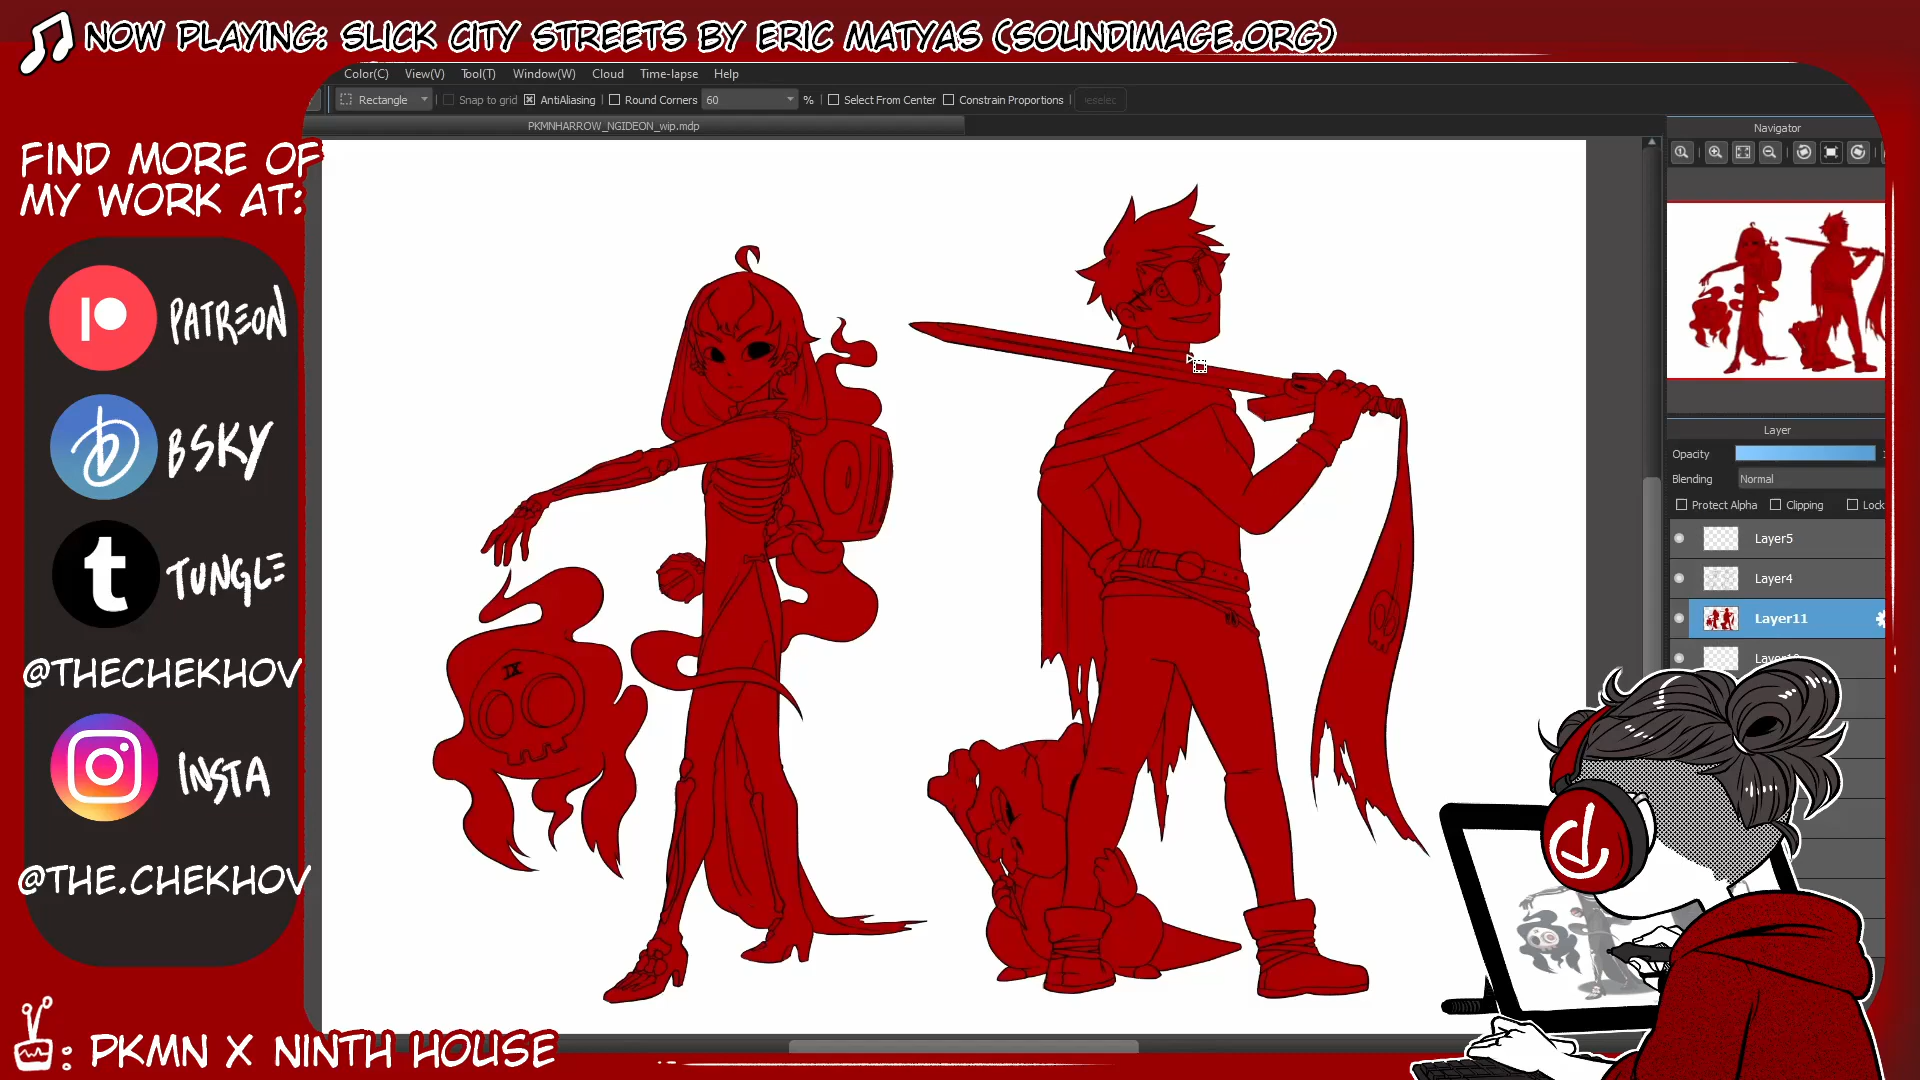 NOW PLAYING: SLICK CITY STREETS BY ERIC MATYAS (SOUNDIMAGE.ORG)
Color(C) View(V) Tool(T) Window(W) Cloud Time-lapse Help
Rectangle Snap to grid AntiAliasing Round Corners 60 % Select From Center Constrain Proportions
PKMNHARROW_NGIDEON_wip.mdp
Navigator
FIND MORE OF
MY WORK AT:
PATREON
BSKY
TUNGLE
@THECHEKHOV
INSTA
@THE.CHEKHOV
IX
Layer
Opacity
Blending Normal
Protect Alpha Clipping Lock
Layer5
Layer4
Layer11
: PKMN X NINTH HOUSE